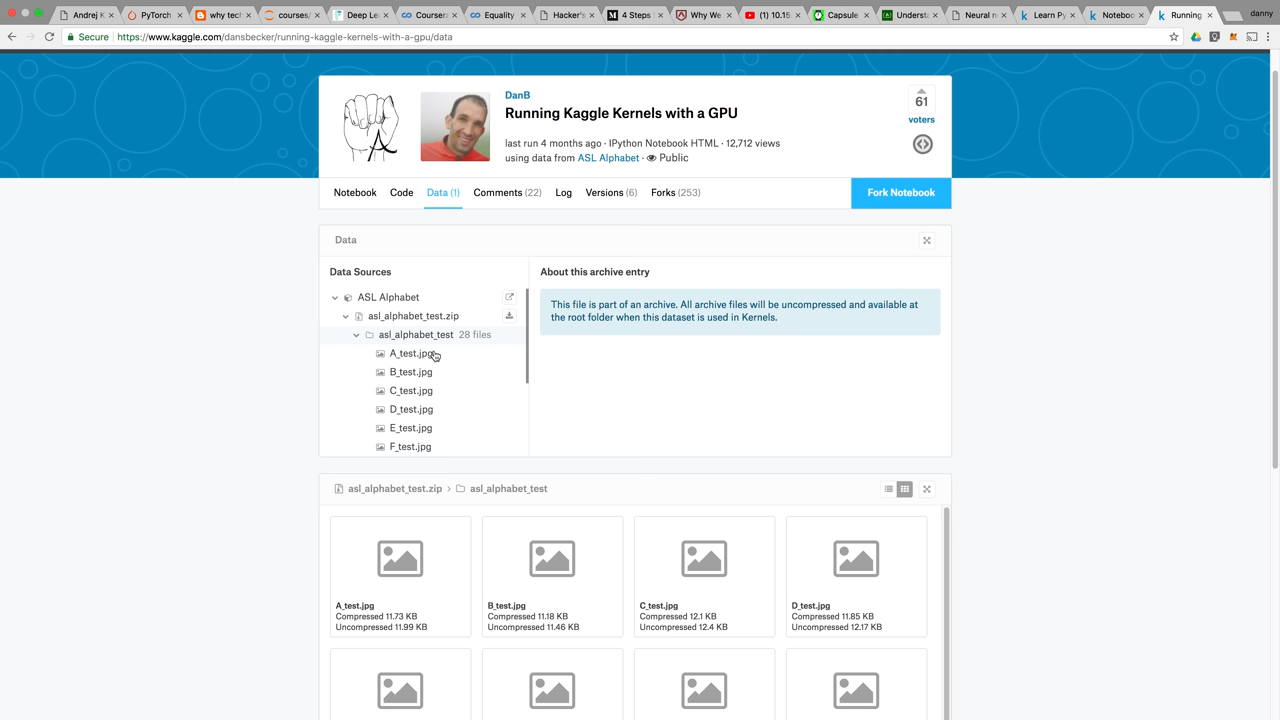 Andrej K
PyTorch
why tec
courses/
Deep Le
Courser
Equality
Hacker's
4 Steps
Why We
(1) 10.15
Capsule
Underst
Neural n
Learn Py
Notebo
Running
danny
Secure
https://www.kaggle.com/dansbecker/running-kaggle-kernels-with-a-gpu/data
A
DanB
Running Kaggle Kernels with a GPU
last run 4 months ago · IPython Notebook HTML · 12,712 views
using data from ASL Alphabet · Public
61
voters
Notebook
Code
Data (1)
Comments (22)
Log
Versions (6)
Forks (253)
Fork Notebook
Data
Data Sources
ASL Alphabet
asl_alphabet_test.zip
asl_alphabet_test 28 files
A_test.jpg
B_test.jpg
C_test.jpg
D_test.jpg
E_test.jpg
F_test.jpg
About this archive entry
This file is part of an archive. All archive files will be uncompressed and available at
the root folder when this dataset is used in Kernels.
asl_alphabet_test.zip > asl_alphabet_test
A_test.jpg
Compressed 11.73 KB
Uncompressed 11.99 KB
B_test.jpg
Compressed 11.18 KB
Uncompressed 11.46 KB
C_test.jpg
Compressed 12.1 KB
Uncompressed 12.4 KB
D_test.jpg
Compressed 11.85 KB
Uncompressed 12.17 KB